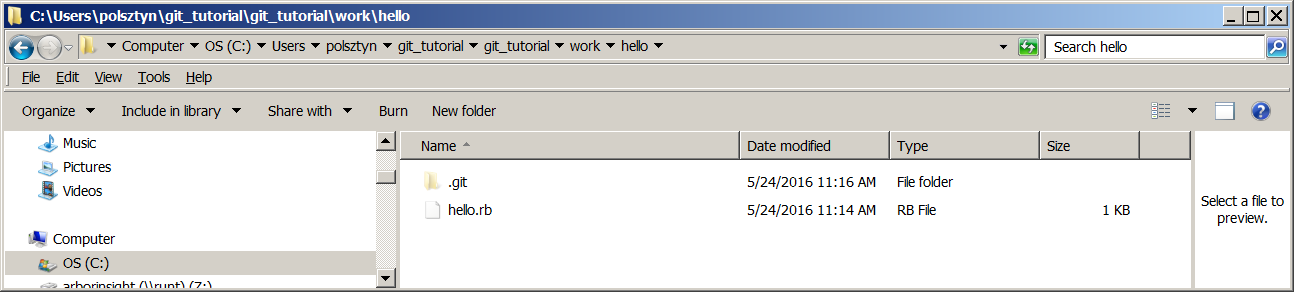 C:\Users\polsztyn\git_tutorial\git_tutorial\work\hello
Computer OS (C:) Users polsztyn git_tutorial git_tutorial work hello Search hello
File Edit View Tools Help
Organize Include in library Share with Burn New folder
Music
Pictures
Videos
Computer
OS (C:)
arborinsight (\\runt) (Z:)
Name Date modified Type Size
.git 5/24/2016 11:16 AM File folder
hello.rb 5/24/2016 11:14 AM RB File 1 KB
Select a file to
preview.